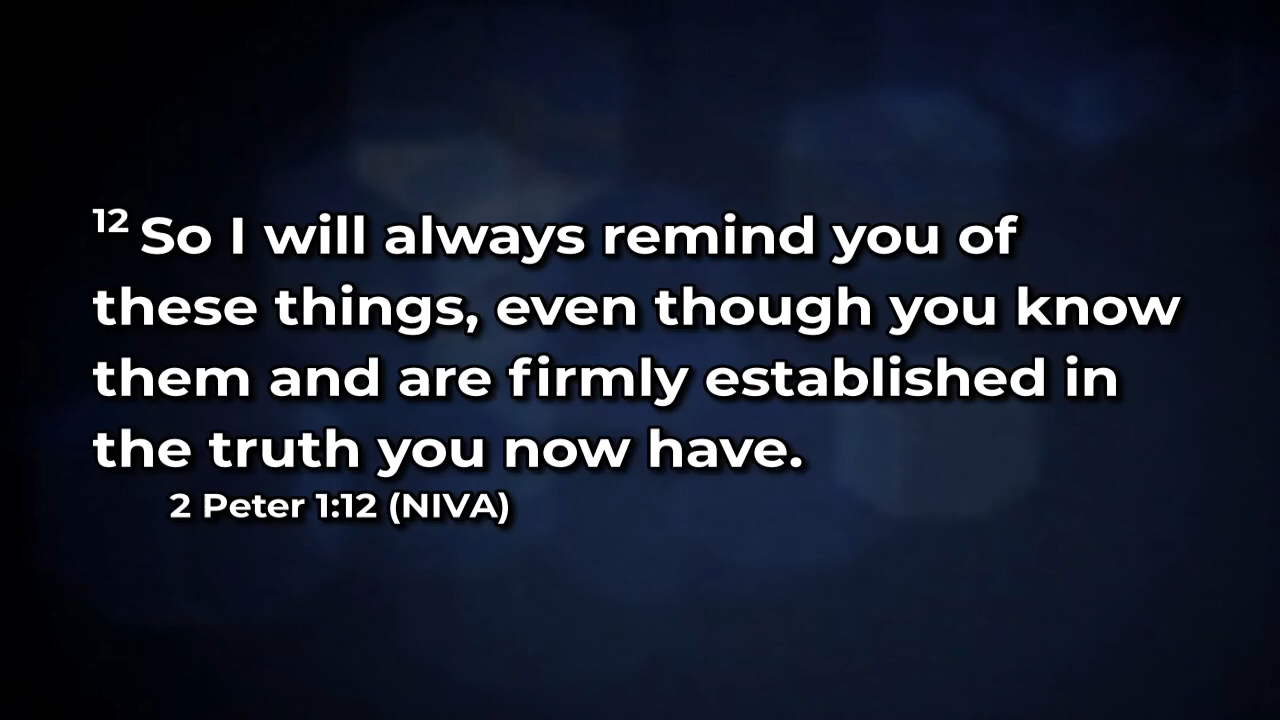 12 So I will always remind you of
these things, even though you know
them and are firmly established in
the truth you now have.
2 Peter 1:12 (NIVA)